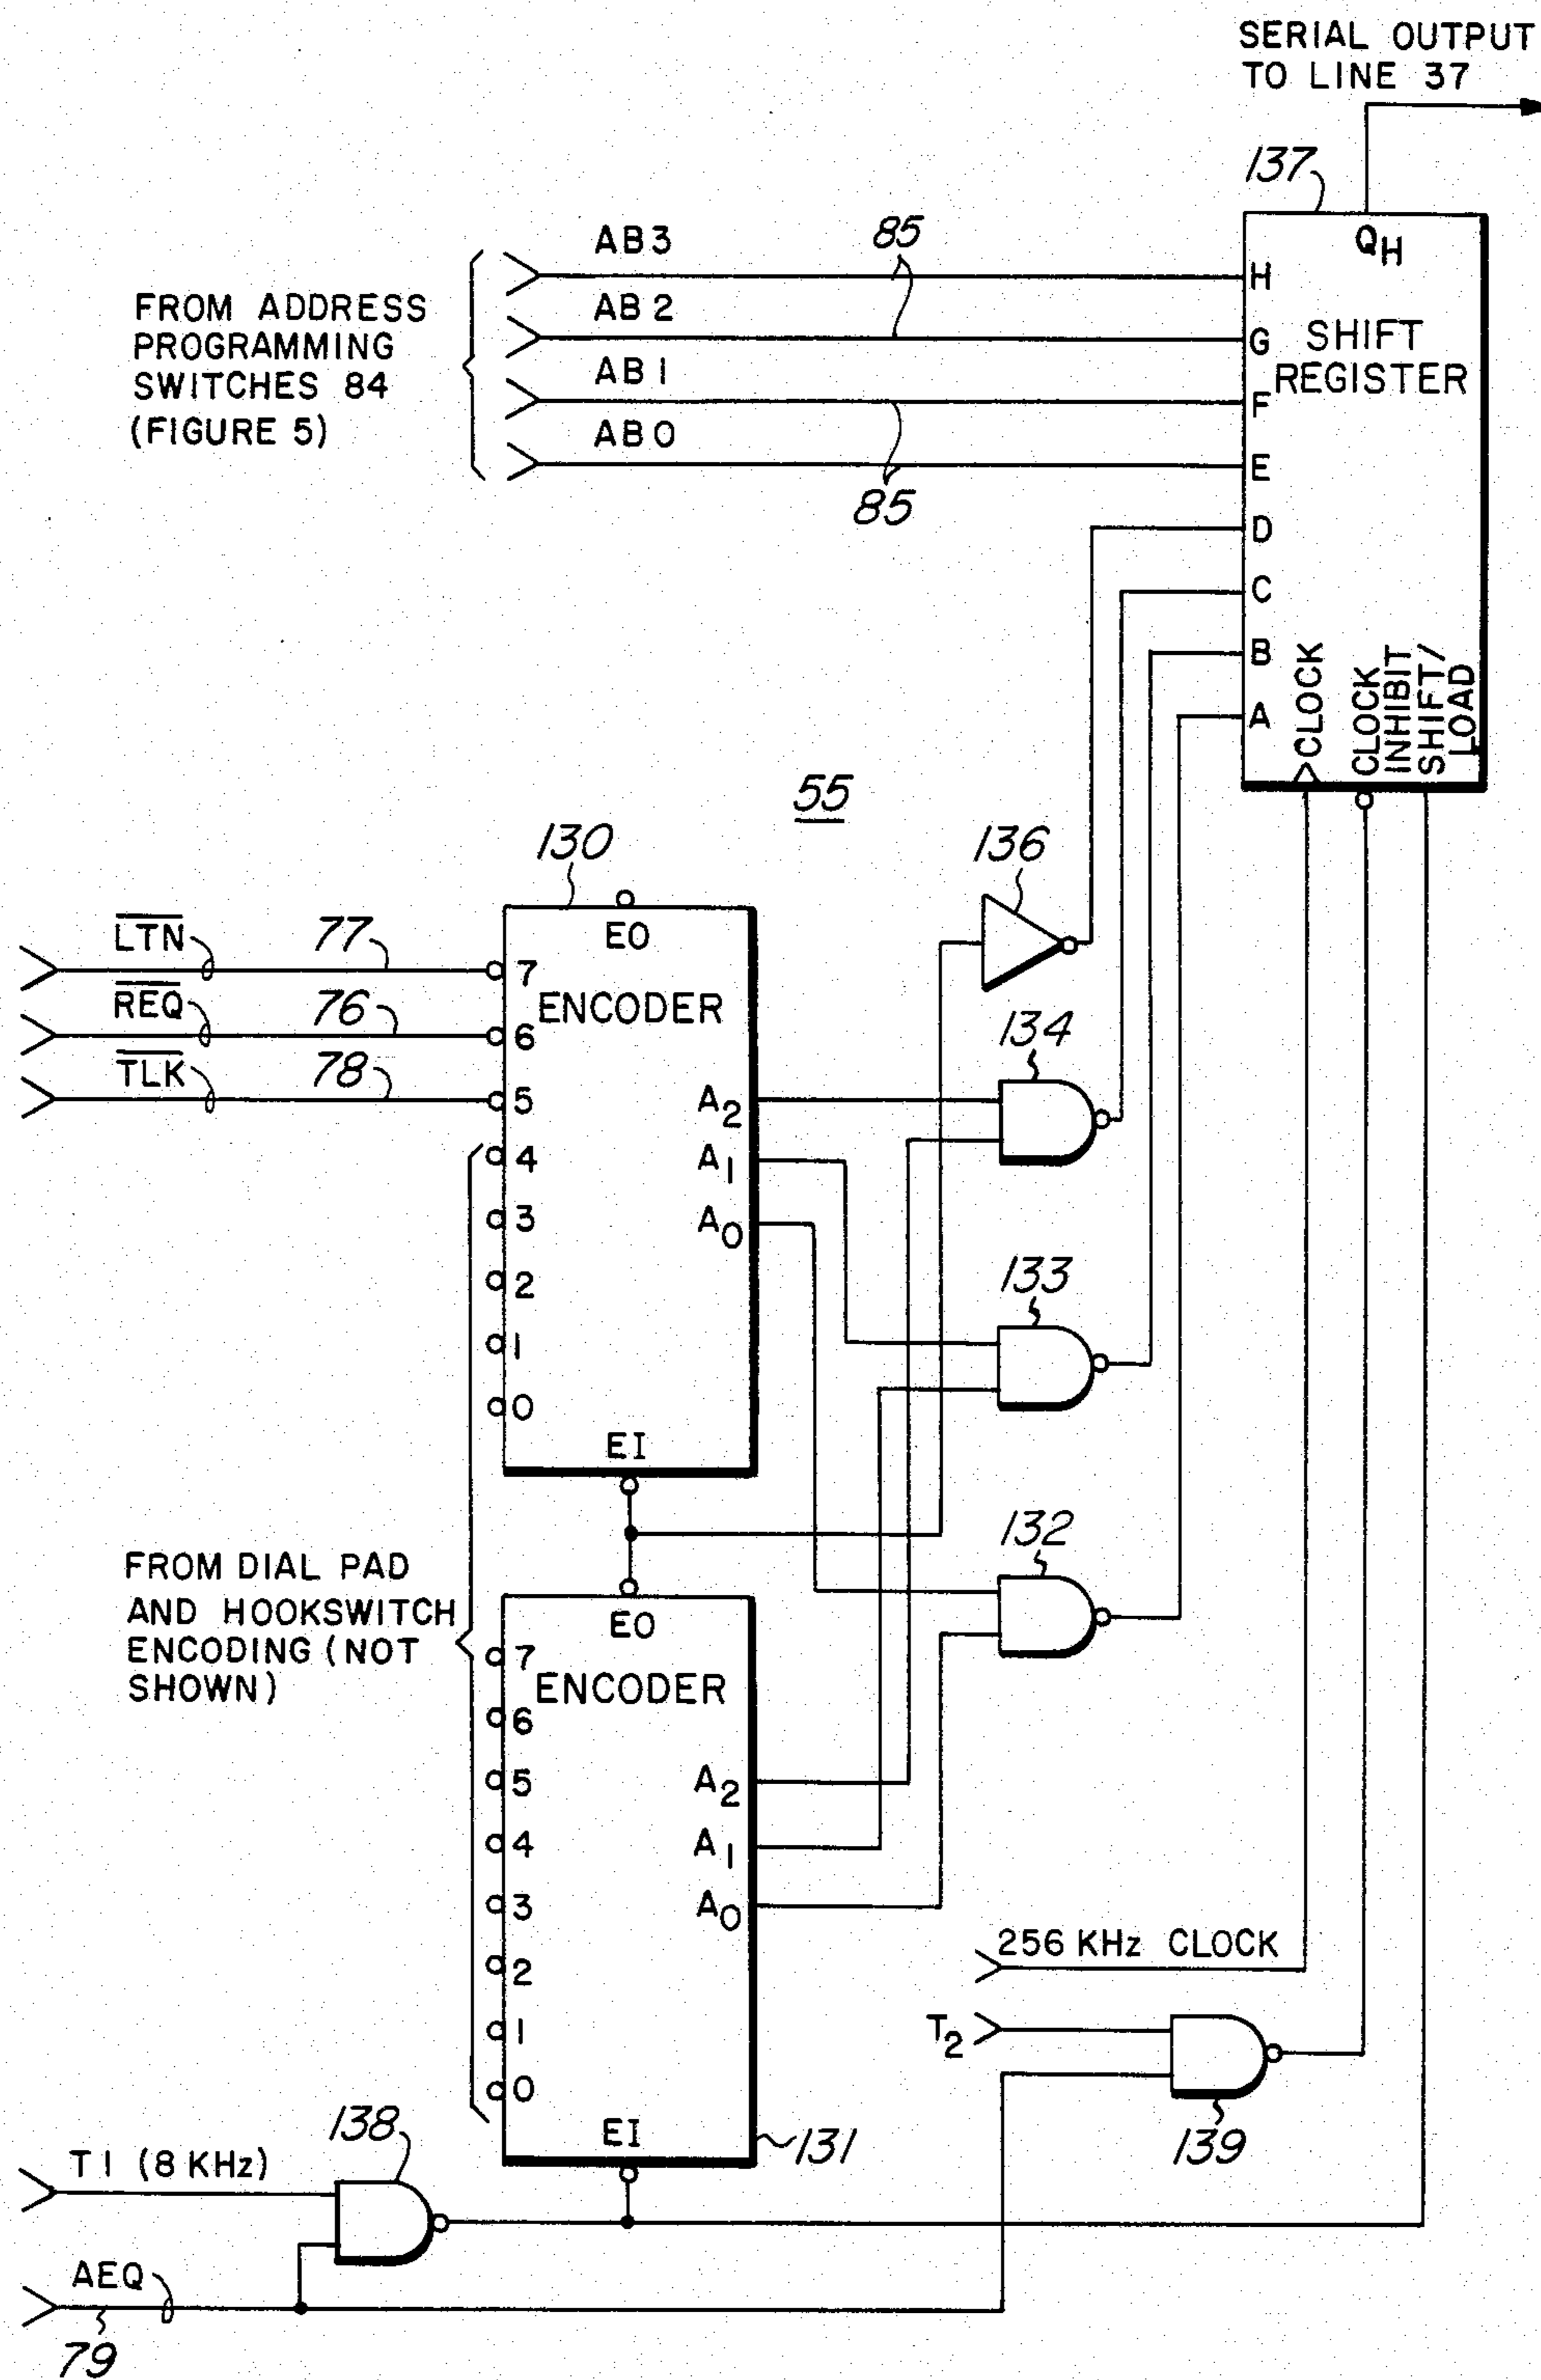 SERIAL OUTPUT
TO LINE 37
137
Q_H
AB3
85
H
FROM ADDRESS
PROGRAMMING
SWITCHES 84
(FIGURE 5)
AB2
G
SHIFT
REGISTER
AB1
F
AB0
E
85
D
C
B
A
CLOCK
CLOCK
INHIBIT
SHIFT/
LOAD
55
130
136
EO
ENCODER
LTN
77
7
REQ
76
6
TLK
78
5
134
A2
4
A1
3
A0
2
133
1
0
EI
132
FROM DIAL PAD
AND HOOKSWITCH
ENCODING (NOT
SHOWN)
EO
7
ENCODER
6
5
A2
4
A1
3
A0
2
256 KHz CLOCK
1
T2
0
EI
131
139
138
T1 (8 KHz)
AEQ
79